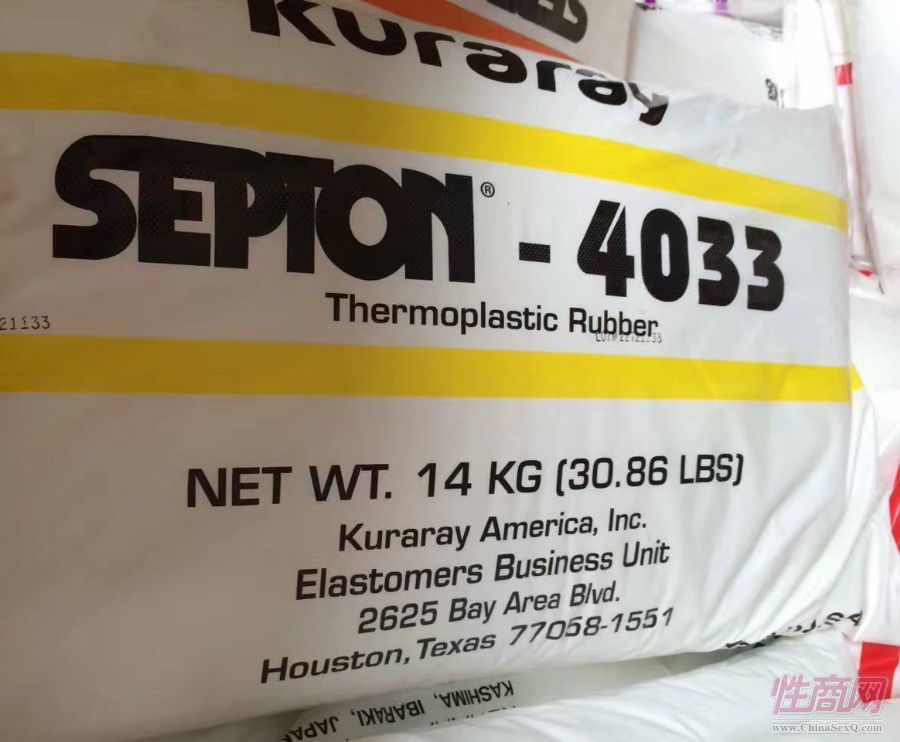 kuraray
SEPTON® - 4033
Thermoplastic Rubber
21133
NET WT. 14 KG (30.86 LBS)
Kuraray America, Inc.
Elastomers Business Unit
2625 Bay Area Blvd.
Houston, Texas 77058-1551
KASHIMA, IBARAKI, JAPA
性商网
www.ChinaSexQ.com